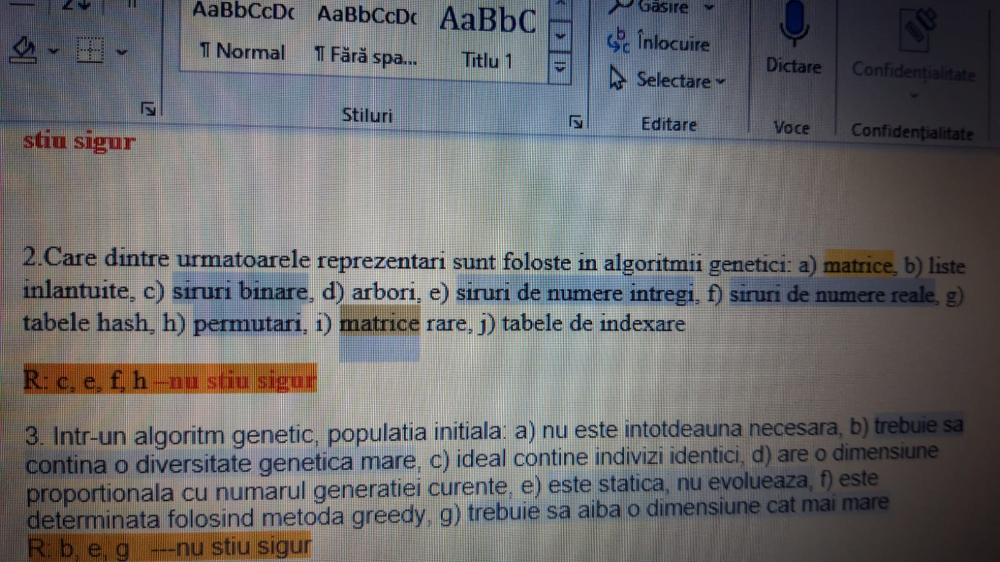 AaBbCcDc AaBbCcDc AaBbC
¶ Normal ¶ Fără spa... Titlu 1
Stiluri
Găsire
Înlocuire
Selectare
Editare
Dictare
Voce
Confidențialitate
Confidențialitate
stiu sigur
2.Care dintre urmatoarele reprezentari sunt foloste in algoritmii genetici: a) matrice, b) liste
inlantuite, c) siruri binare, d) arbori, e) siruri de numere intregi, f) siruri de numere reale, g)
tabele hash, h) permutari, i) matrice rare, j) tabele de indexare
R: c, e, f, h –nu stiu sigur
3. Intr-un algoritm genetic, populatia initiala: a) nu este intotdeauna necesara, b) trebuie sa
contina o diversitate genetica mare, c) ideal contine indivizi identici, d) are o dimensiune
proportionala cu numarul generatiei curente, e) este statica, nu evolueaza, f) este
determinata folosind metoda greedy, g) trebuie sa aiba o dimensiune cat mai mare
R: b, e, g ---nu stiu sigur